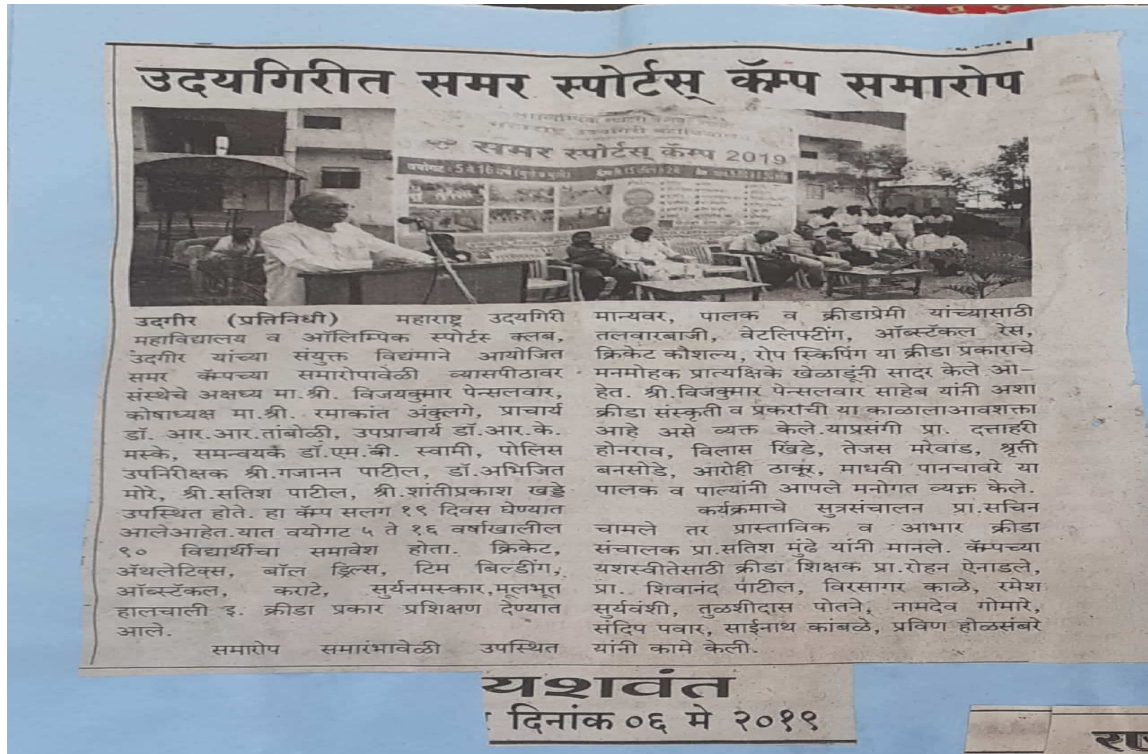 उदयगिरीत समर स्पोर्टस् कॅम्प समारोप
समर स्पोर्टस् कॅम्प 2019
उदगीर (प्रतिनिधी) महाराष्ट्र उदयगिरी
महाविद्यालय व ऑलिम्पिक स्पोर्टस क्लब,
उदगीर यांच्या संयुक्त विद्यमाने आयोजित
समर कॅम्पच्या समारोपावेळी व्यासपीठावर
संस्थेचे अक्षध्य मा.श्री. विजयकुमार पेन्सलवार,
कोषाध्यक्ष मा.श्री. रमाकांत अंकुलगे, प्राचार्य
डॉ. आर.आर.तांबोळी, उपप्राचार्य डॉ.आर.के.
मस्के, समन्वयक डॉ.एम.बी. स्वामी, पोलिस
उपनिरीक्षक श्री.गजानन पाटील, डॉ.अभिजित
मोरे, श्री.सतिश पाटील, श्री.शांतीप्रकाश खड्डे
उपस्थित होते. हा कॅम्प सलग १९ दिवस घेण्यात
आलेआहेत.यात वयोगट ५ ते १६ वर्षाखालील
९० विद्यार्थीचा समावेश होता. क्रिकेट,
ॲथलेटिक्स, बॉल ड्रिल्स, टिम बिल्डींग,
ऑब्स्टॅकल, कराटे, सुर्यनमस्कार,मूलभूत
हालचाली इ. क्रीडा प्रकार प्रशिक्षण देण्यात
आले.
समारोप समारंभावेळी उपस्थित
मान्यवर, पालक व क्रीडाप्रेमी यांच्यासाठी
तलवारबाजी, वेटलिफ्टींग, ऑब्स्टॅकल रेस,
क्रिकेट कौशल्य, रोप स्किपिंग या क्रीडा प्रकाराचे
मनमोहक प्रात्यक्षिके खेळाडूंनी सादर केले ओ-
हेत. श्री.विजकुमार पेन्सलवार साहेब यांनी अशा
क्रीडा संस्कृती व प्रकरांची या काळालाआवशक्ता
आहे असे व्यक्त केले.याप्रसंगी प्रा. दत्ताहरी
होनराव, विलास खिंडे, तेजस मरेवाड, श्रृती
बनसोडे, आरोही ठाकूर, माधवी पानचावरे या
पालक व पाल्यांनी आपले मनोगत व्यक्त केले.
कार्यक्रमाचे सुत्रसंचालन प्रा.सचिन
चामले तर प्रास्ताविक व आभार क्रीडा
संचालक प्रा.सतिश मुंढे यांनी मानले. कॅम्पच्या
यशस्वीतेसाठी क्रीडा शिक्षक प्रा.रोहन ऐनाडले,
प्रा. शिवानंद पाटील, विरसागर काळे, रमेश
सुर्यवंशी, तुळशीदास पोतने, नामदेव गोमारे,
संदिप पवार, साईनाथ कांबळे, प्रविण होळसंबरे
यांनी कामे केली.
यशवंत
दिनांक ०६ मे २०१९